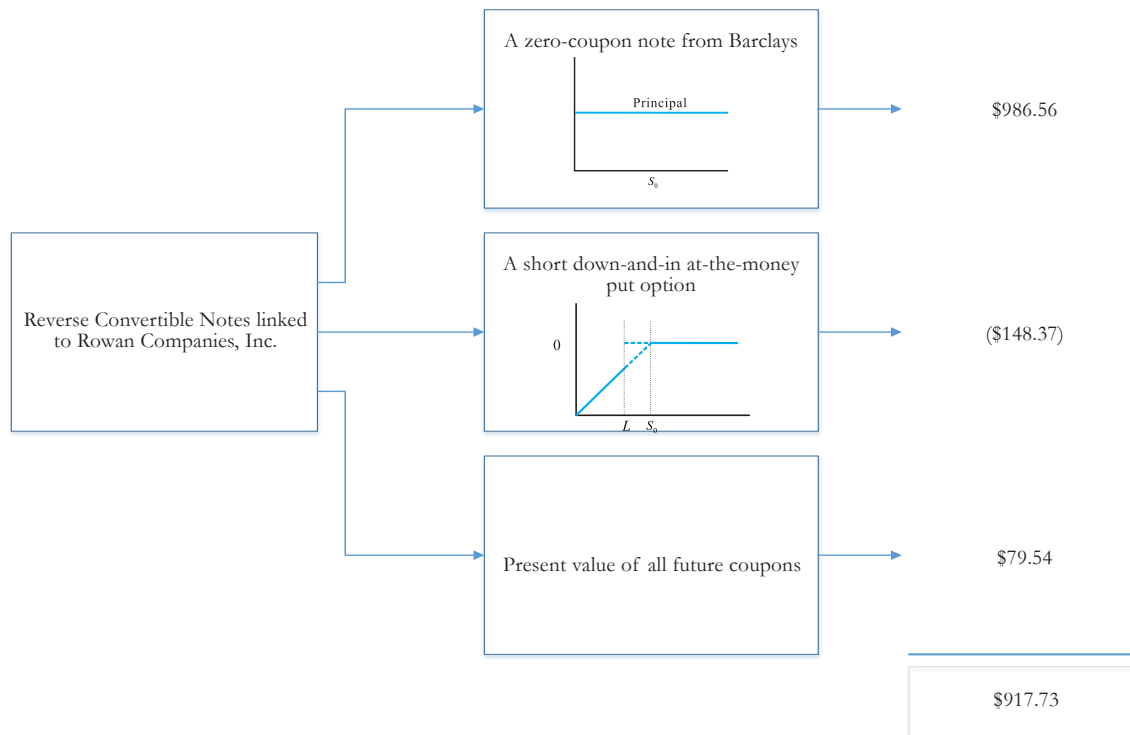 A zero-coupon note from Barclays
Principal
S₀
$986.56
Reverse Convertible Notes linked
to Rowan Companies, Inc.
A short down-and-in at-the-money
put option
0
L S₀
($148.37)
Present value of all future coupons
$79.54
$917.73